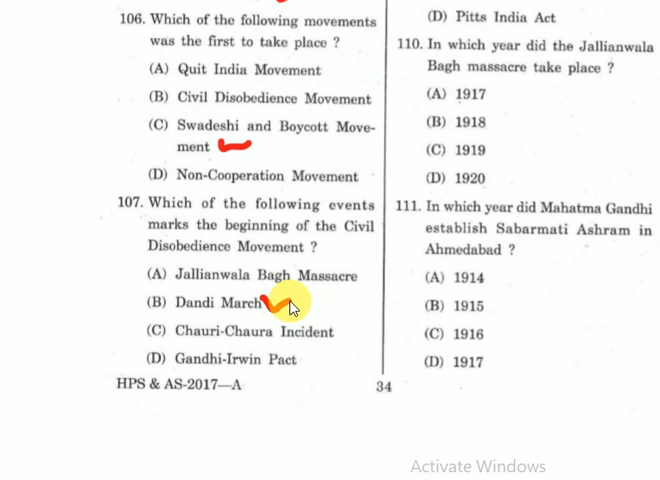 106. Which of the following movements
was the first to take place ?
(A) Quit India Movement
(B) Civil Disobedience Movement
(C) Swadeshi and Boycott Move-
ment
(D) Non-Cooperation Movement
107. Which of the following events
marks the beginning of the Civil
Disobedience Movement ?
(A) Jallianwala Bagh Massacre
(B) Dandi March
(C) Chauri-Chaura Incident
(D) Gandhi-Irwin Pact
HPS & AS-2017—A
34
(D) Pitts India Act
110. In which year did the Jallianwala
Bagh massacre take place ?
(A) 1917
(B) 1918
(C) 1919
(D) 1920
111. In which year did Mahatma Gandhi
establish Sabarmati Ashram in
Ahmedabad ?
(A) 1914
(B) 1915
(C) 1916
(D) 1917
Activate Windows